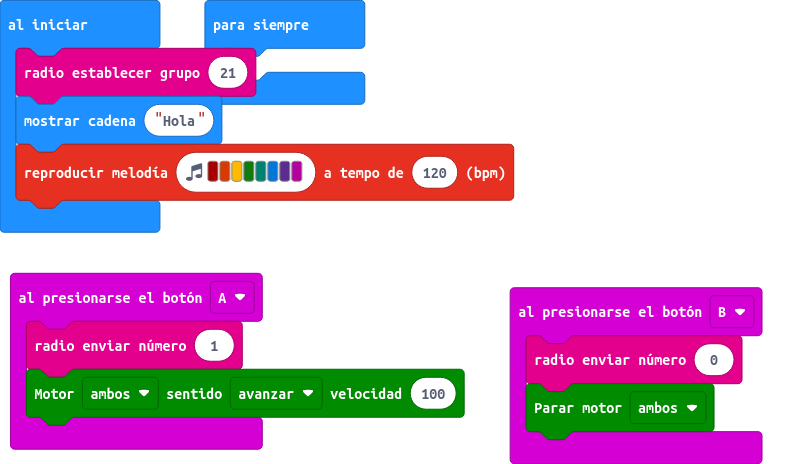 al iniciar
para siempre
radio establecer grupo 21
mostrar cadena "Hola"
reproducir melodía a tempo de 120 (bpm)
al presionarse el botón A
radio enviar número 1
Motor ambos sentido avanzar velocidad 100
al presionarse el botón B
radio enviar número 0
Parar motor ambos